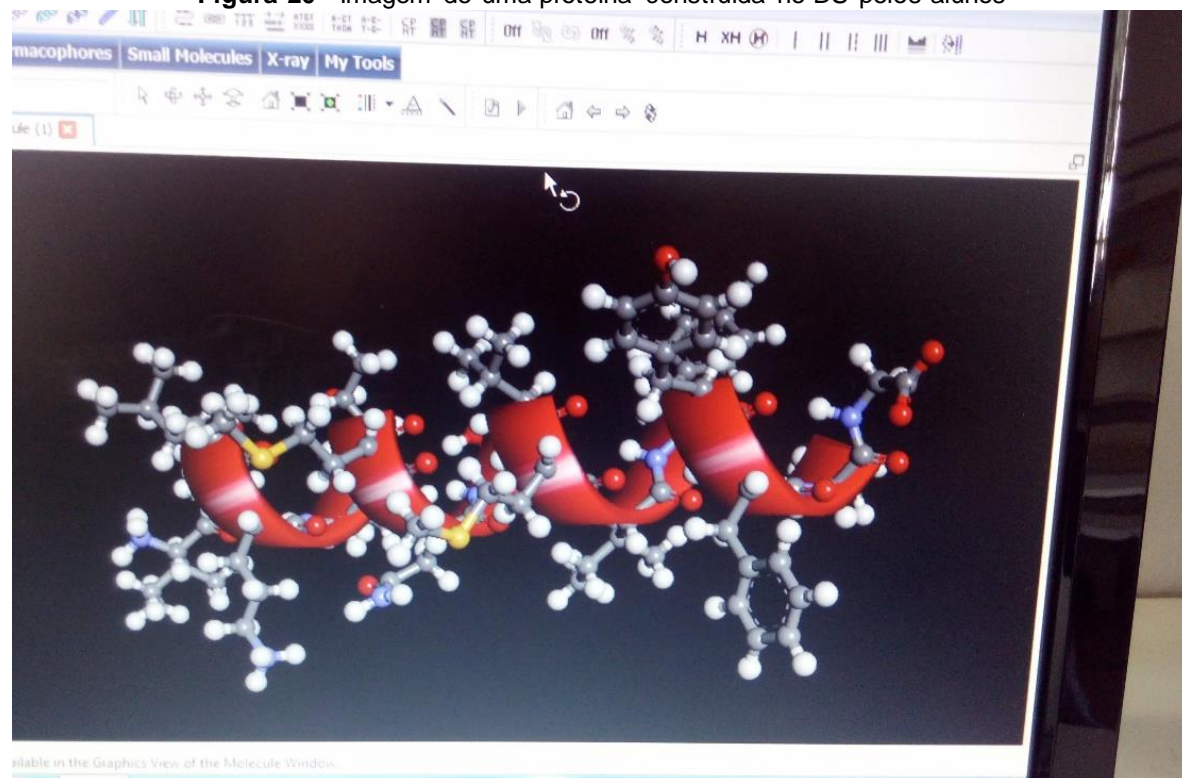 Figura 20 - Imagem de uma proteína construída no DS pelos alunos
Off Off H XH H
macophores Small Molecules X-ray My Tools
ule (1)
ailable in the Graphics View of the Molecule Window.